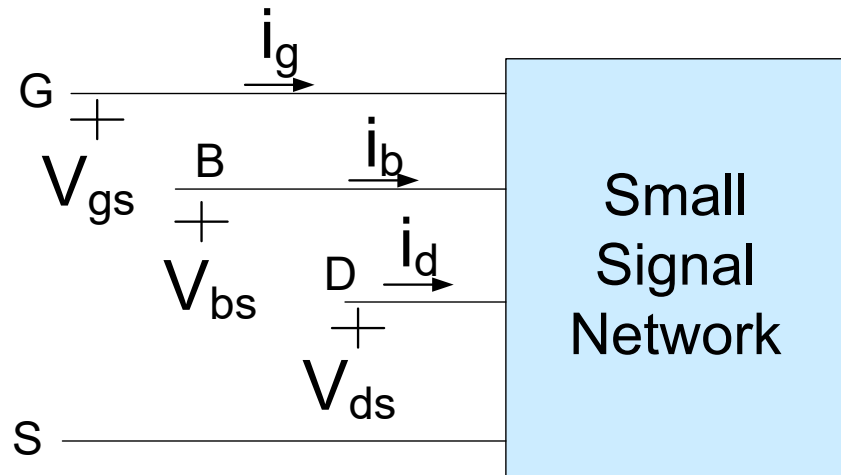 i_g
G
+
V_gs
B
i_b
+
V_bs
D
i_d
+
V_ds
S
Small
Signal
Network